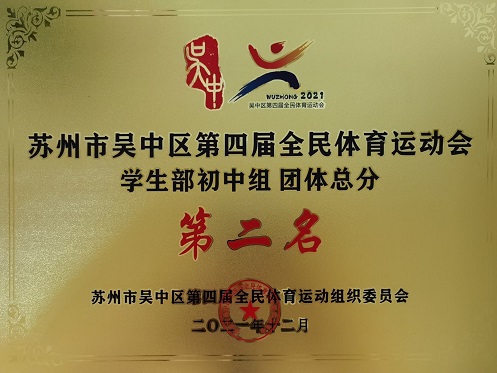 吴中
WUZHONG 2021
吴中区第四届全民体育运动会
苏州市吴中区第四届全民体育运动会
学生部初中组 团体总分
第二名
苏州市吴中区第四届全民体育运动组织委员会
二〇二一年十二月